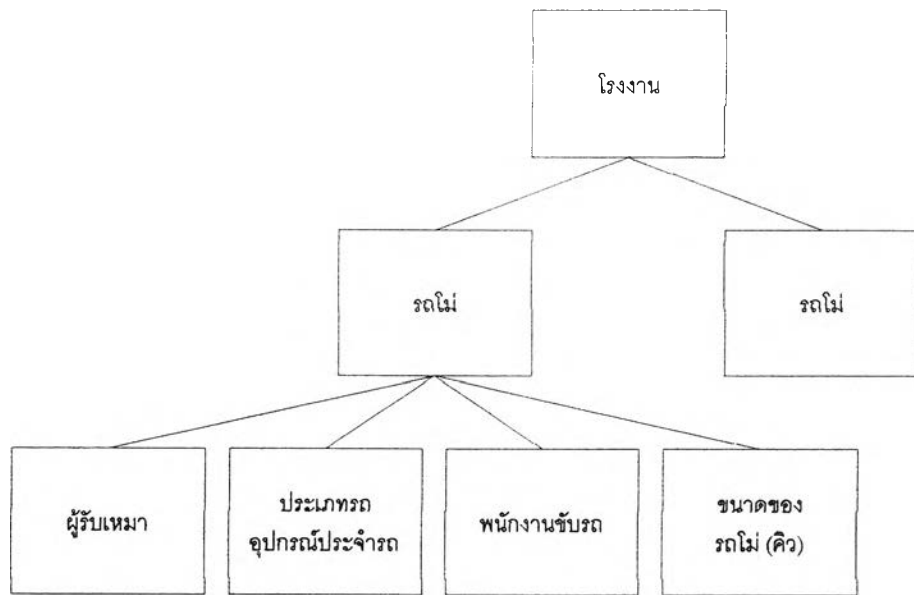 โรงงาน
รถโม่
รถโม่
ผู้รับเหมา
ประเภทรถ
อุปกรณ์ประจำรถ
พนักงานขับรถ
ขนาดของ
รถโม่ (คิว)